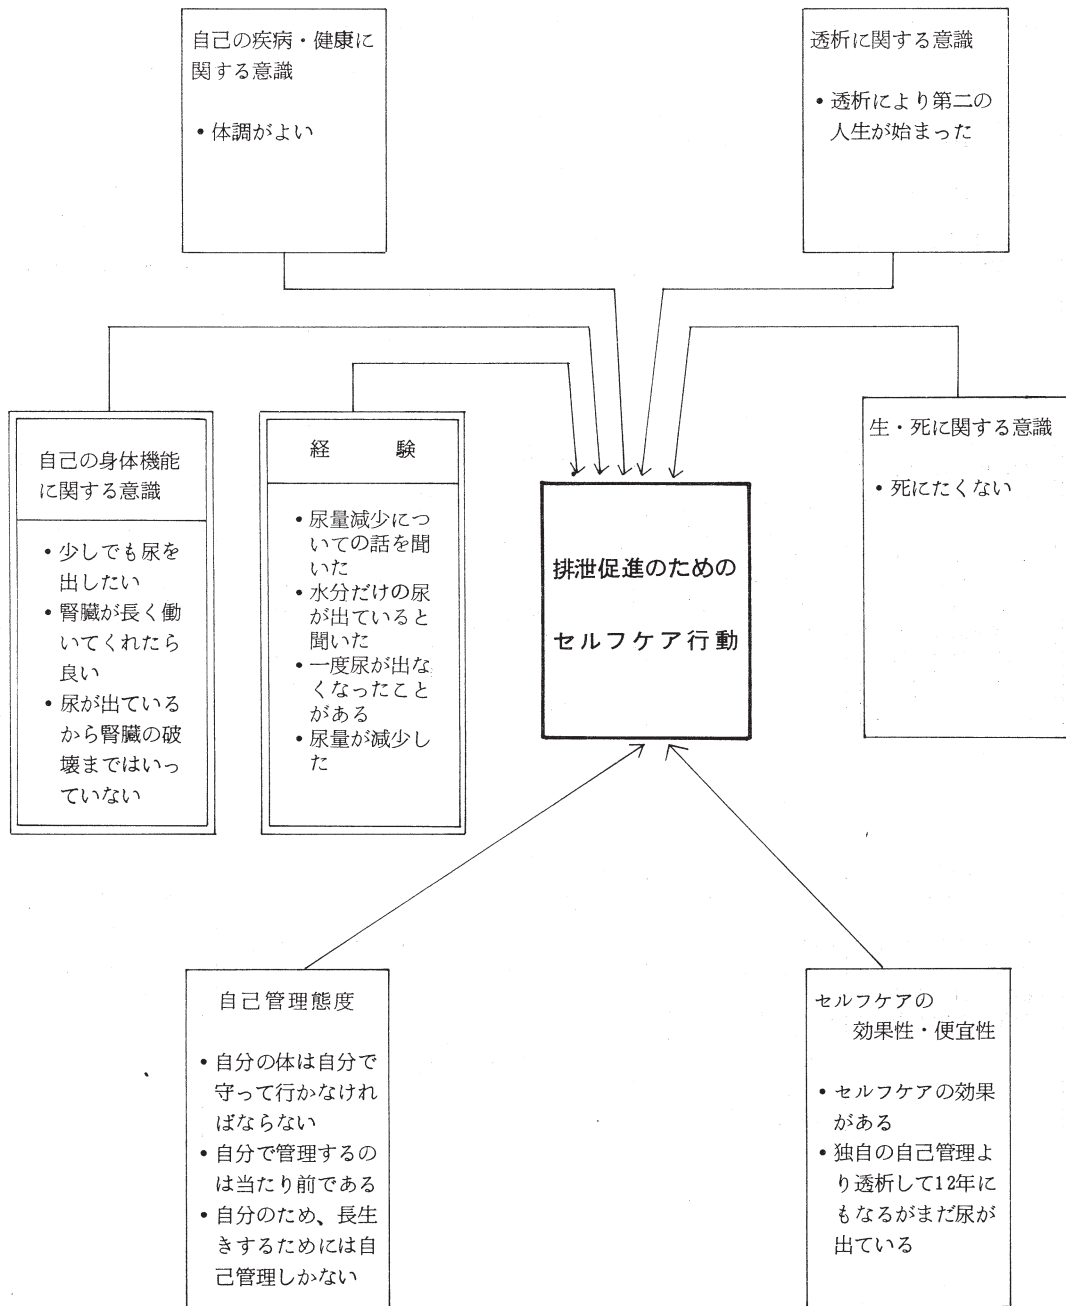 自己の疾病・健康に
関する意識
• 体調がよい
透析に関する意識
• 透析により第二の
人生が始まった
自己の身体機能
に関する意識
• 少しでも尿を
出したい
• 腎臓が長く働
いてくれたら
良い
• 尿が出ている
から腎臓の破
壊まではいっ
ていない
経 験
• 尿量減少につ
いての話を聞
いた
• 水分だけの尿
が出ていると
聞いた
• 一度尿が出な
くなったこと
がある
• 尿量が減少し
た
排泄促進のための
セルフケア行動
生・死に関する意識
• 死にたくない
自己管理態度
• 自分の体は自分で
守って行かなけれ
ばならない
• 自分で管理するの
は当たり前である
• 自分のため、長生
きするためには自
己管理しかない
セルフケアの
効果性・便宜性
• セルフケアの効果
がある
• 独自の自己管理よ
り透析して12年に
もなるがまだ尿が
出ている